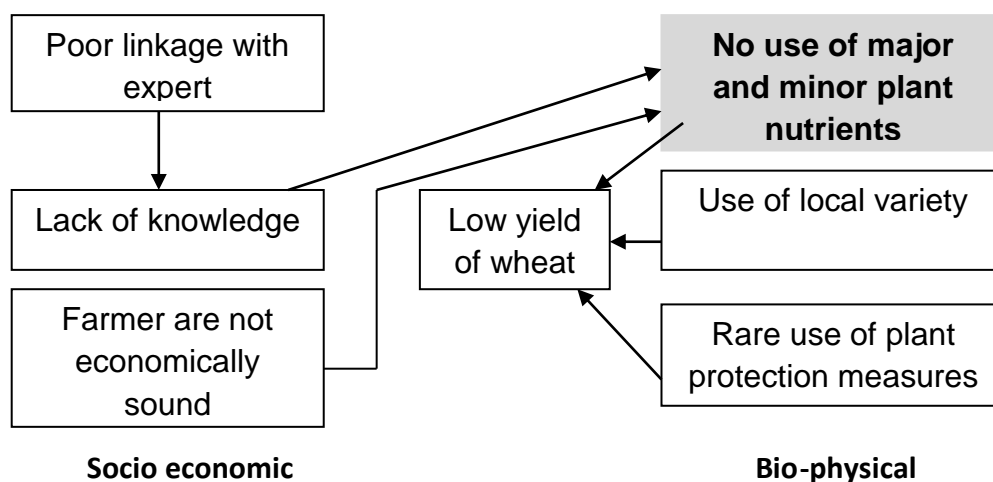 Poor linkage with
expert
No use of major
and minor plant
nutrients
Lack of knowledge
Low yield
of wheat
Use of local variety
Farmer are not
economically
sound
Rare use of plant
protection measures
Socio economic
Bio-physical